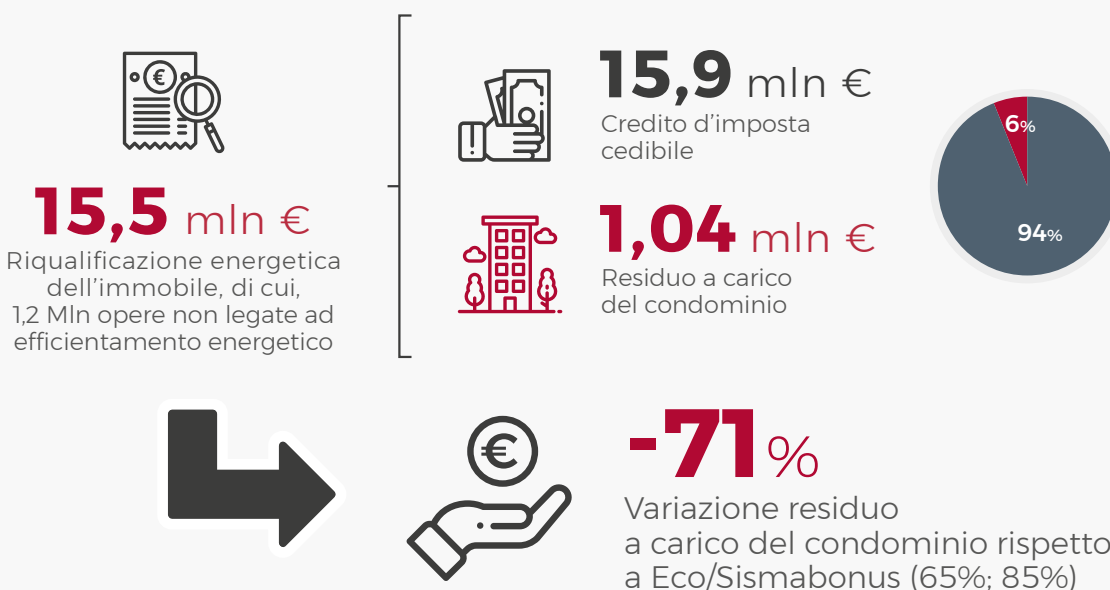 15,5 mln €
Riqualificazione energetica
dell’immobile, di cui,
1,2 Mln opere non legate ad
efficientamento energetico
15,9 mln €
Credito d’imposta
cedibile
1,04 mln €
Residuo a carico
del condominio
6%
94%
-71%
Variazione residuo
a carico del condominio rispetto
a Eco/Sismabonus (65%; 85%)